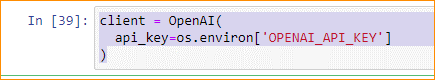 In [39]: client = OpenAI(
api_key=os.environ['OPENAI_API_KEY']
)